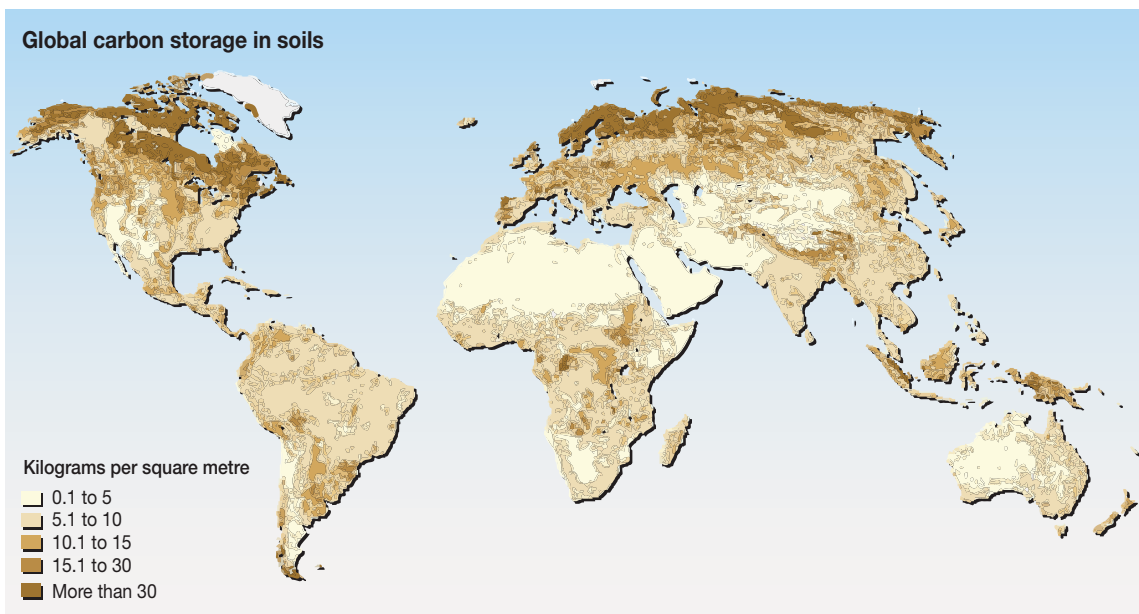 Global carbon storage in soils
Kilograms per square metre
0.1 to 5
5.1 to 10
10.1 to 15
15.1 to 30
More than 30